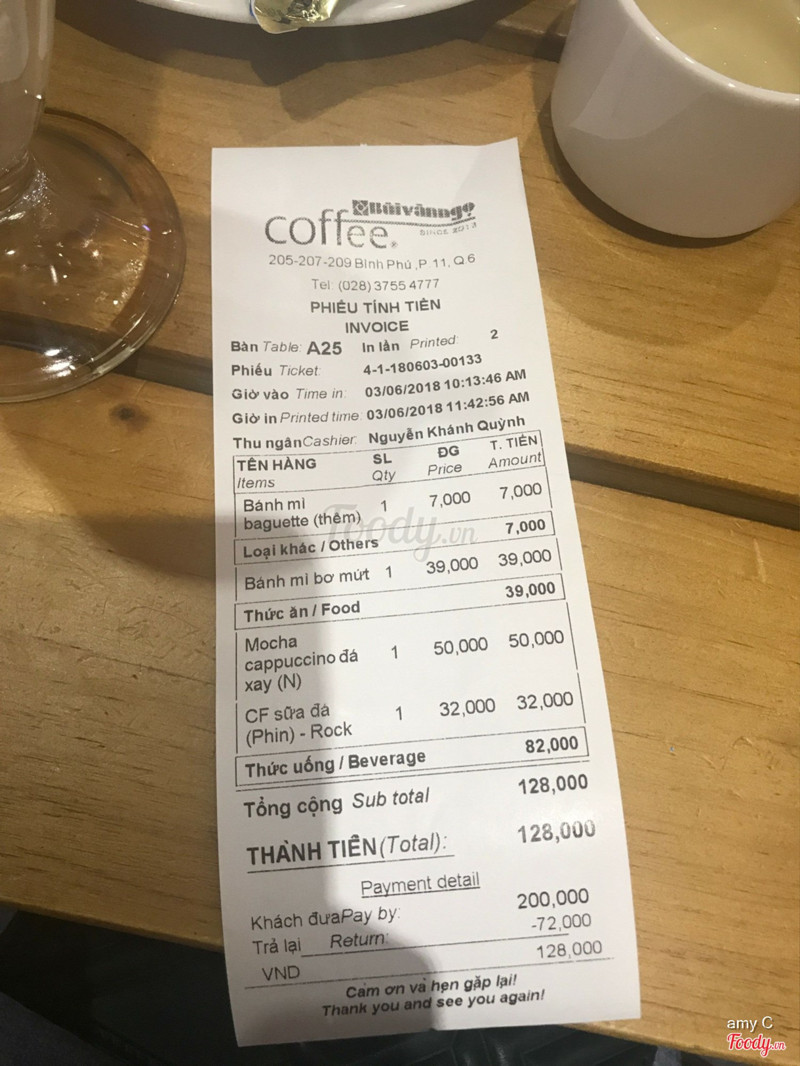 Bùivănngọ
coffee®
SINCE 2013
205-207-209 Bình Phú ,P 11, Q.6
Tel: (028) 3755 4777
PHIẾU TÍNH TIỀN
INVOICE
Bàn Table: A25 In lần Printed: 2
Phiếu Ticket: 4-1-180603-00133
Giờ vào Time in: 03/06/2018 10:13:46 AM
Giờ in Printed time: 03/06/2018 11:42:56 AM
Thu ngân Cashier: Nguyễn Khánh Quỳnh
TÊN HÀNG SL ĐG T. TIỀN
Items Qty Price Amount
Bánh mì
baguette (thêm) 1 7,000 7,000
Loại khác / Others 7,000
Bánh mì bơ mứt 1 39,000 39,000
Thức ăn / Food 39,000
Mocha
cappuccino đá 1 50,000 50,000
xay (N)
CF sữa đá 1 32,000 32,000
(Phin) - Rock
Thức uống / Beverage 82,000
Tổng cộng Sub total 128,000
THÀNH TIỀN (Total): 128,000
Payment detail
Khách đưa Pay by: 200,000
Trả lại Return: -72,000
VND 128,000
Cám ơn và hẹn gặp lại!
Thank you and see you again!
Foody.vn
amy C
Foody.vn